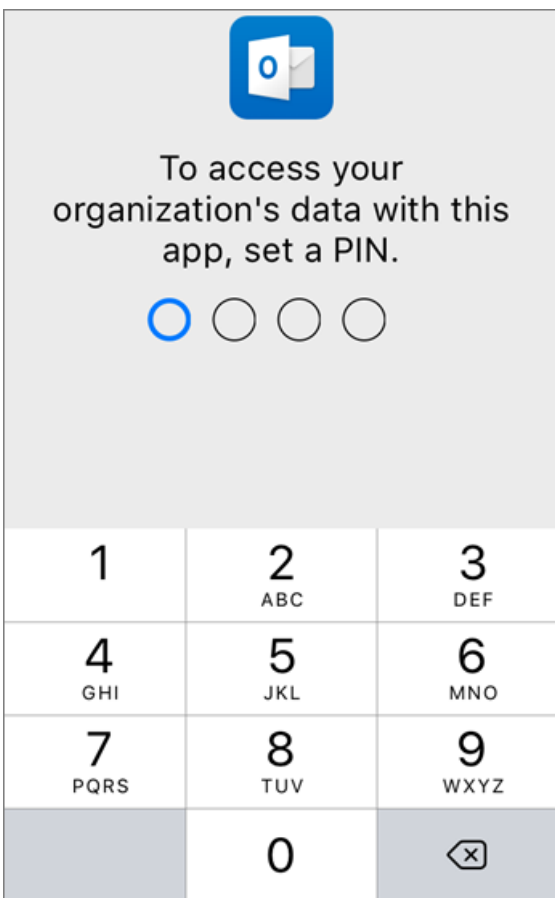 O
To access your
organization's data with this
app, set a PIN.
1 2 3
ABC DEF
4 5 6
GHI JKL MNO
7 8 9
PQRS TUV WXYZ
0